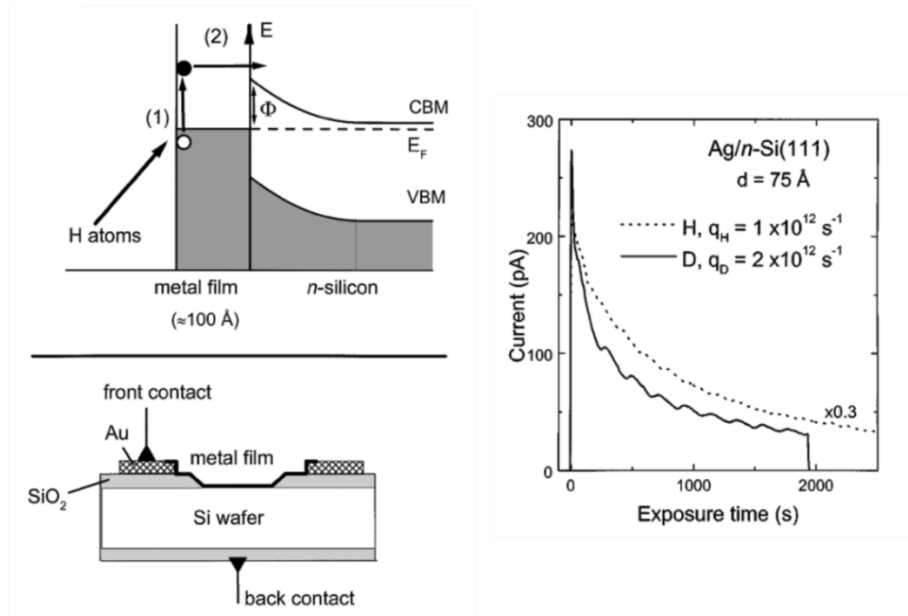 (2)
E
(1)
Φ
CBM
E_F
VBM
H atoms
metal film
n-silicon
(≈100 Å)
front contact
Au
metal film
SiO₂
Si wafer
back contact
Ag/n-Si(111)
d = 75 Å
H, q_H = 1 x10¹² s⁻¹
D, q_D = 2 x10¹² s⁻¹
300
200
100
0
Current (pA)
x0.3
0
1000
2000
Exposure time (s)